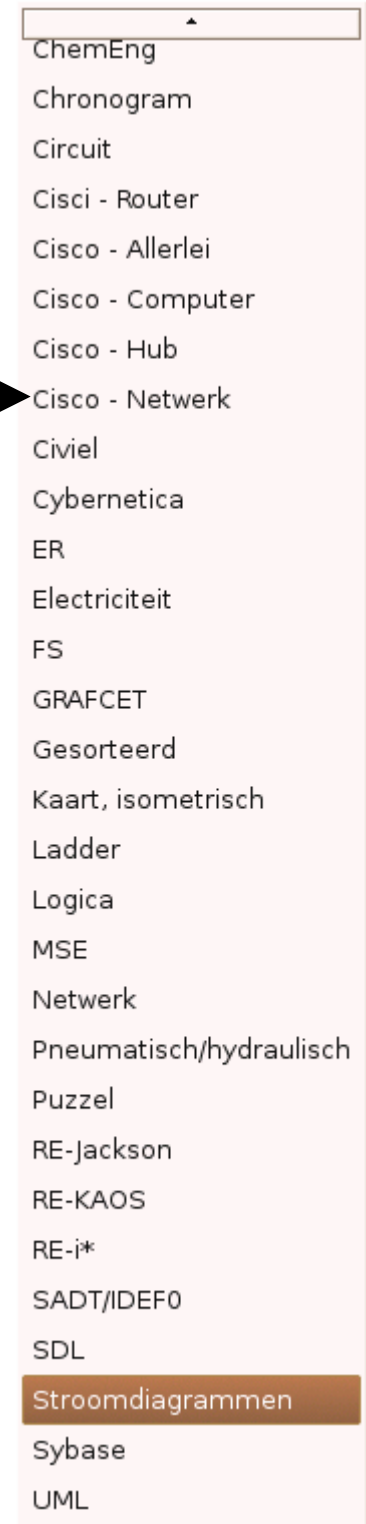 ChemEng
Chronogram
Circuit
Cisci - Router
Cisco - Allerlei
Cisco - Computer
Cisco - Hub
Cisco - Netwerk
Civiel
Cybernetica
ER
Electriciteit
FS
GRAFCET
Gesorteerd
Kaart, isometrisch
Ladder
Logica
MSE
Netwerk
Pneumatisch/hydraulisch
Puzzel
RE-Jackson
RE-KAOS
RE-i*
SADT/IDEF0
SDL
Stroomdiagrammen
Sybase
UML